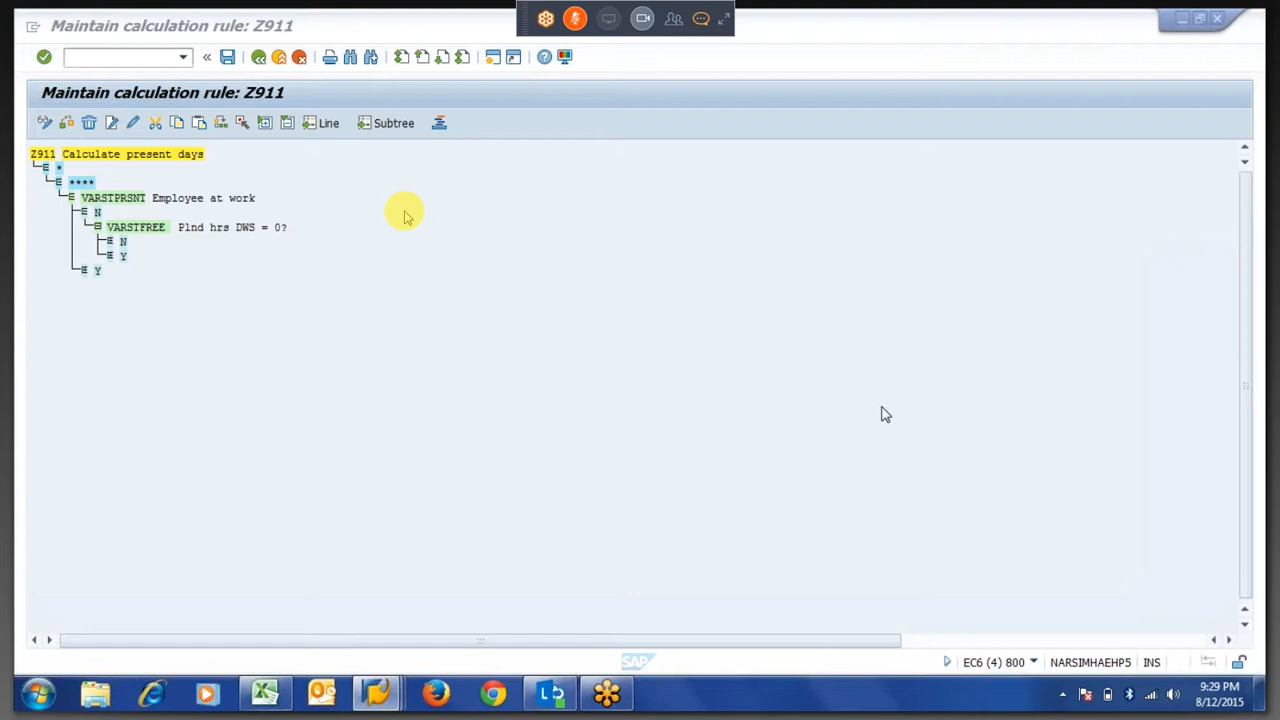 Maintain calculation rule: Z911
Maintain calculation rule: Z911
Line
Subtree
Z911 Calculate present days
*
****
VARSTPRSNT Employee at work
N
VARSTFREE Plnd hrs DWS = 0?
N
Y
Y
SAP
EC6 (4) 800
NARSIMHAEHP5
INS
9:29 PM
8/12/2015